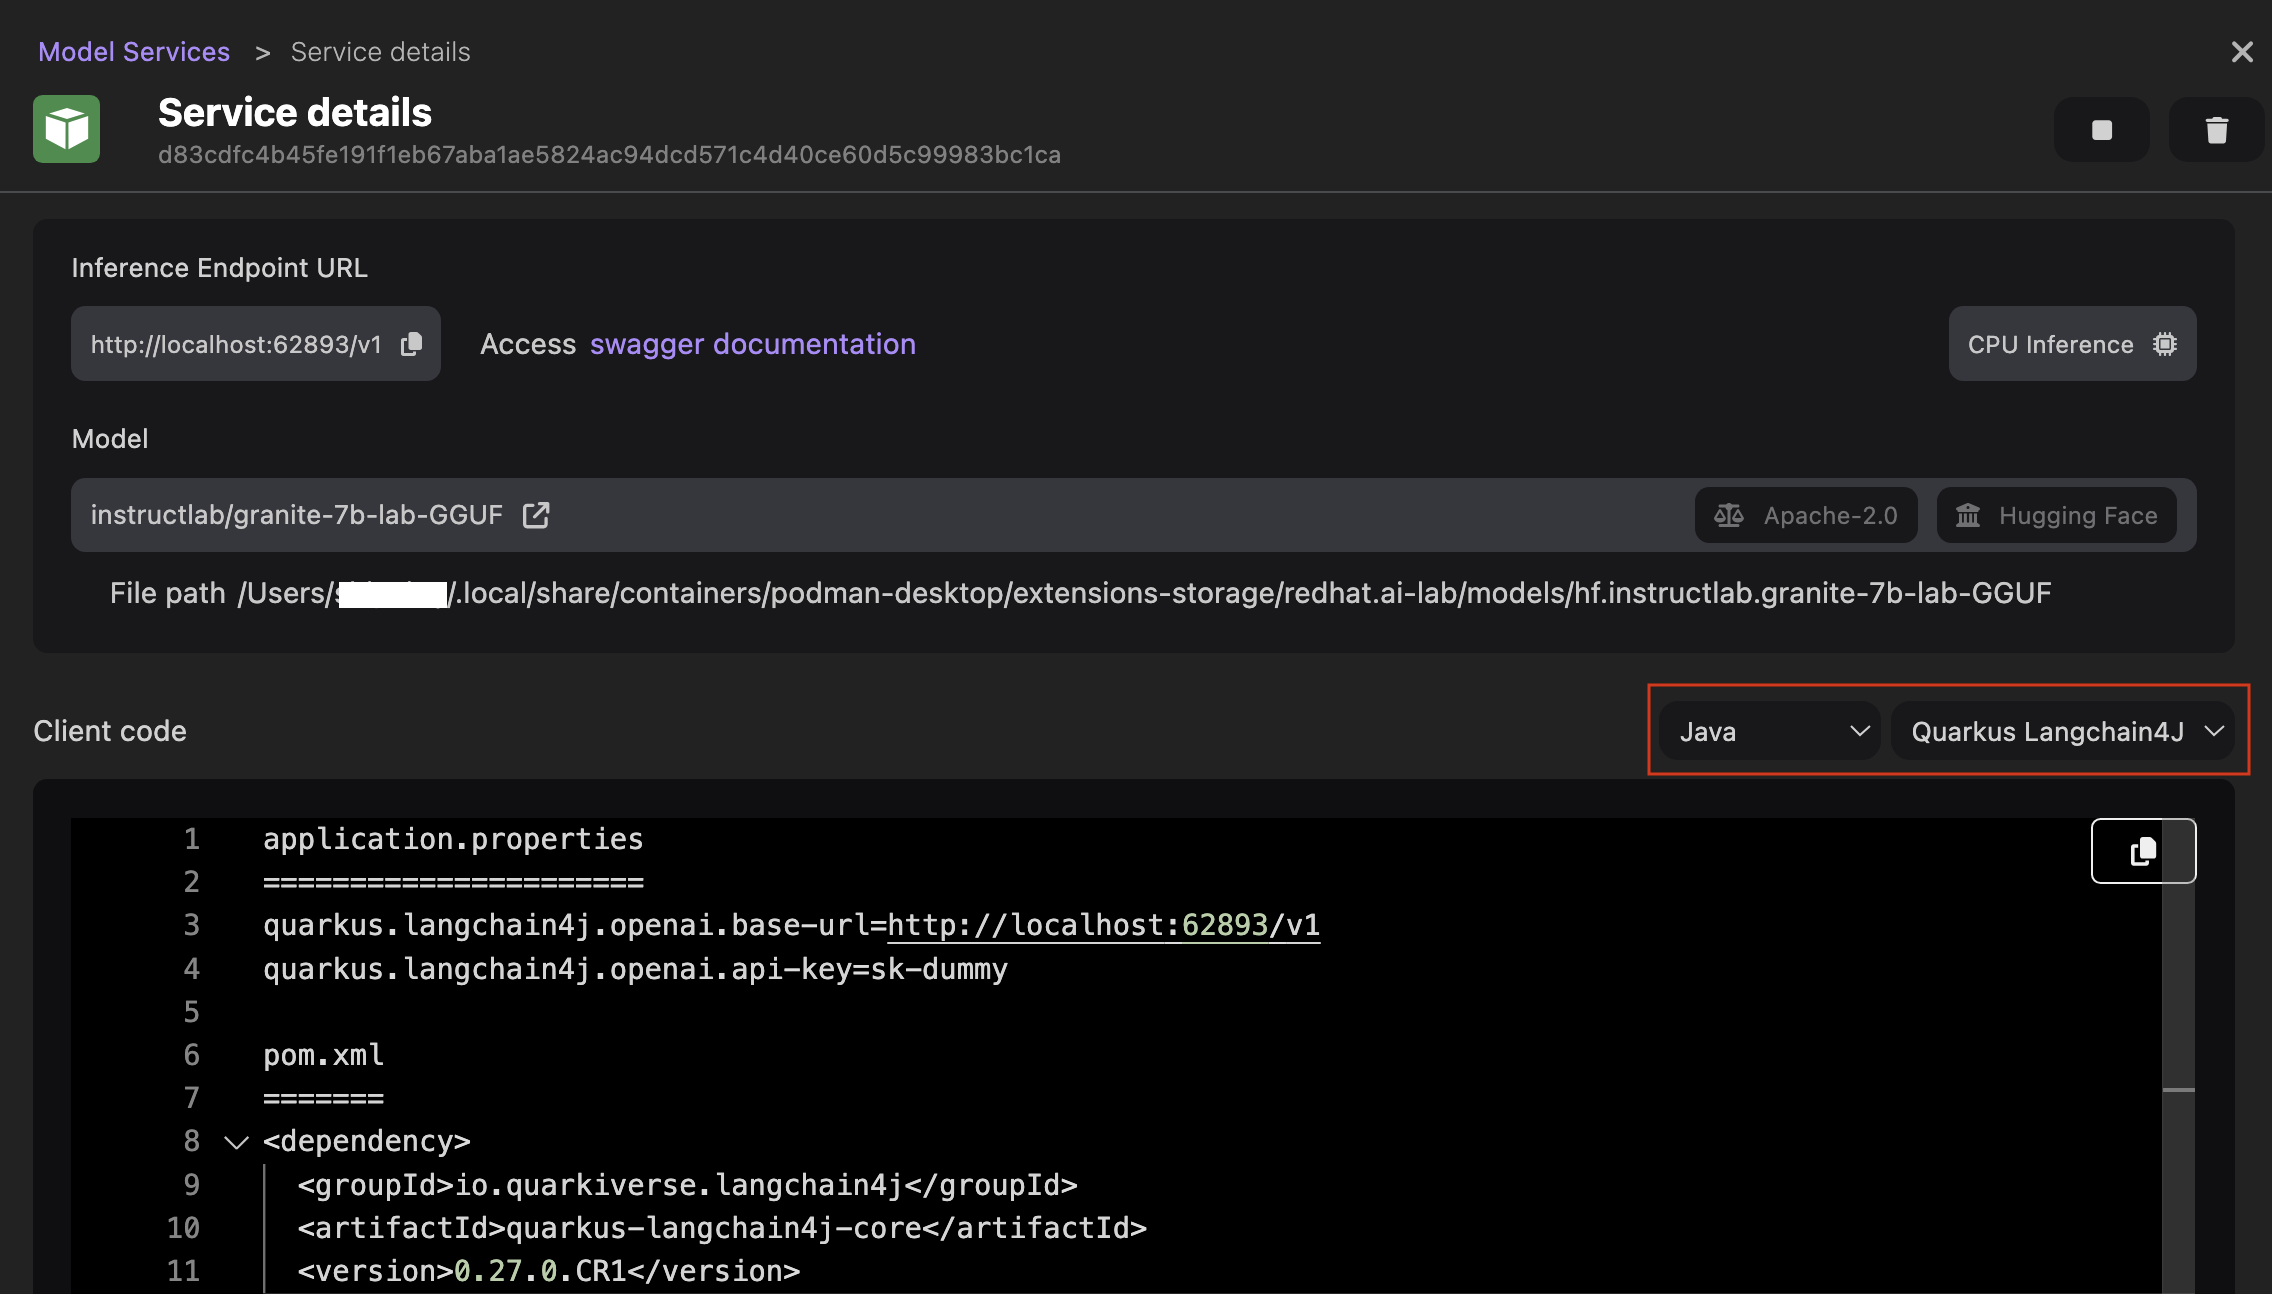 Model Services > Service details
Service details
d83cdfc4b45fe191f1eb67aba1ae5824ac94dcd571c4d40ce60d5c99983bc1ca
Inference Endpoint URL
http://localhost:62893/v1 Access swagger documentation CPU Inference
Model
instructlab/granite-7b-lab-GGUF Apache-2.0 Hugging Face
File path /Users/ /.local/share/containers/podman-desktop/extensions-storage/redhat.ai-lab/models/hf.instructlab.granite-7b-lab-GGUF
Client code Java Quarkus Langchain4J
1 application.properties
2 ======================
3 quarkus.langchain4j.openai.base-url=http://localhost:62893/v1
4 quarkus.langchain4j.openai.api-key=sk-dummy
5
6 pom.xml
7 =======
8 <dependency>
9 <groupId>io.quarkiverse.langchain4j</groupId>
10 <artifactId>quarkus-langchain4j-core</artifactId>
11 <version>0.27.0.CR1</version>